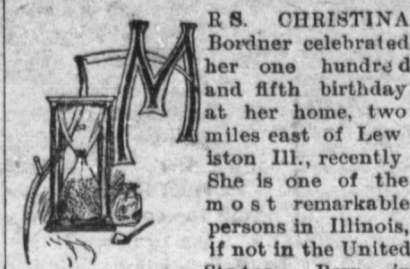 MRS. CHRISTINA
Bordner celebrated
her one hundred
and fifth birthday
at her home, two
miles east of Lew
iston Ill., recently
She is one of the
most remarkable
persons in Illinois,
if not in the United